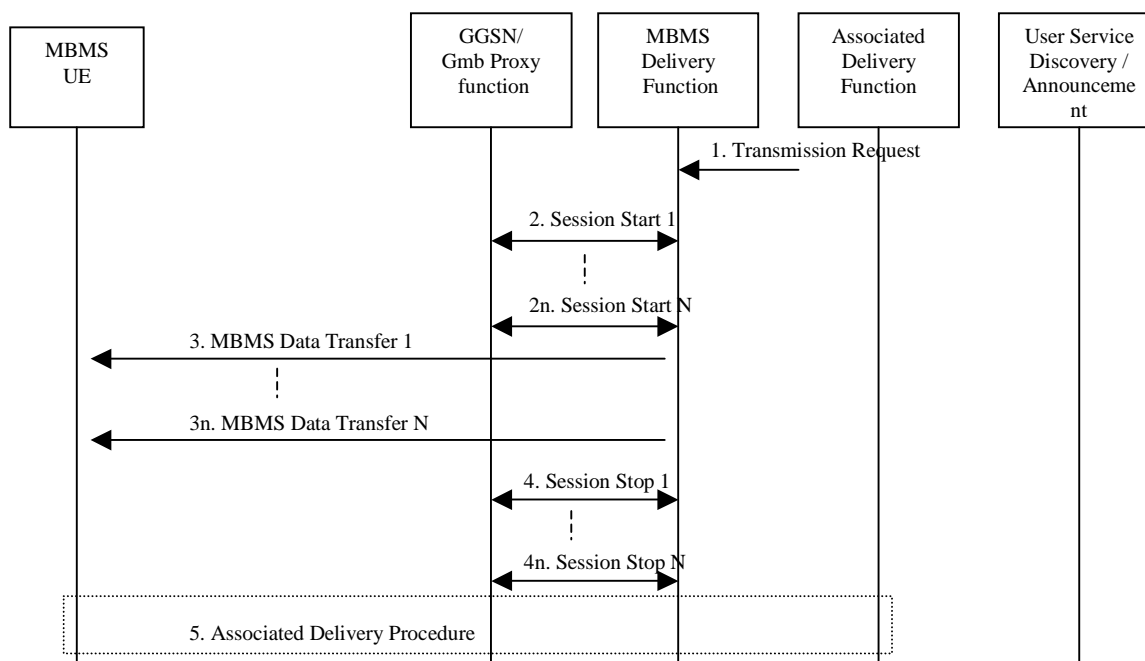 MBMS
UE
GGSN/
Gmb Proxy
function
MBMS
Delivery
Function
Associated
Delivery
Function
User Service
Discovery /
Announceme
nt
1. Transmission Request
2. Session Start 1
2n. Session Start N
3. MBMS Data Transfer 1
3n. MBMS Data Transfer N
4. Session Stop 1
4n. Session Stop N
5. Associated Delivery Procedure